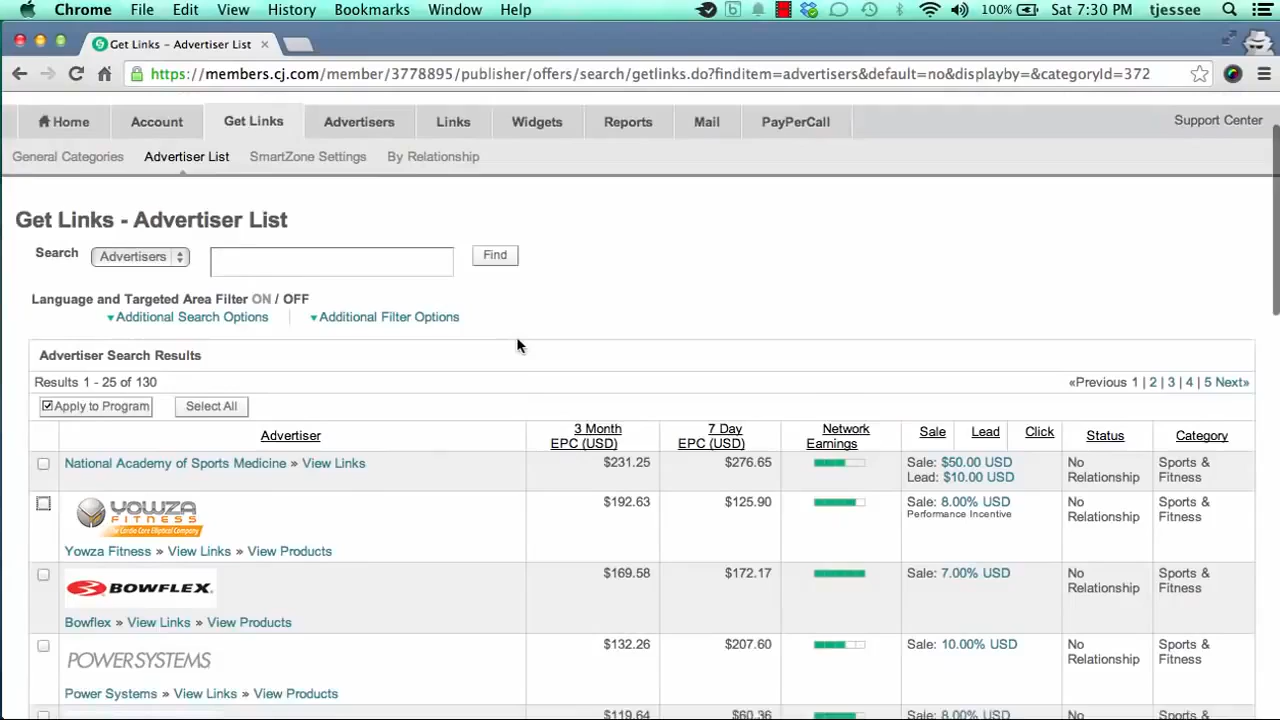 Chrome File Edit View History Bookmarks Window Help 100% Sat 7:30 PM tjessee
Get Links - Advertiser List
https://members.cj.com/member/3778895/publisher/offers/search/getlinks.do?finditem=advertisers&default=no&displayby=&categoryId=372
Home Account Get Links Advertisers Links Widgets Reports Mail PayPerCall Support Center
General Categories Advertiser List SmartZone Settings By Relationship
Get Links - Advertiser List
Search Advertisers Find
Language and Targeted Area Filter ON / OFF
Additional Search Options | Additional Filter Options
Advertiser Search Results
Results 1 - 25 of 130 «Previous 1 | 2 | 3 | 4 | 5 Next»
Apply to Program Select All
Advertiser 3 Month EPC (USD) 7 Day EPC (USD) Network Earnings Sale Lead Click Status Category
National Academy of Sports Medicine » View Links $231.25 $276.65 Sale: $50.00 USD No Sports &
Lead: $10.00 USD Relationship Fitness
YOWZA $192.63 $125.90 Sale: 8.00% USD No Sports &
FITNESS Performance Incentive Relationship Fitness
The Cardio Core Elliptical Company
Yowza Fitness » View Links » View Products
BOWFLEX. $169.58 $172.17 Sale: 7.00% USD No Sports &
Relationship Fitness
Bowflex » View Links » View Products
POWER SYSTEMS $132.26 $207.60 Sale: 10.00% USD No Sports &
Relationship Fitness
Power Systems » View Links » View Products
$119.64 $60.36 Sale: 8.00% USD No Sports &